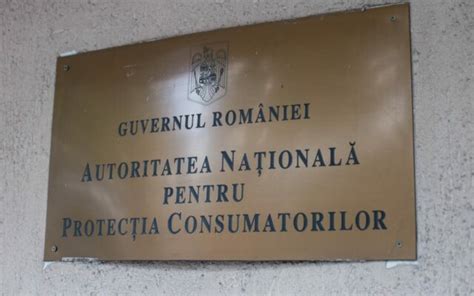 GUVERNUL ROMÂNIEI
AUTORITATEA NAȚIONALĂ
PENTRU
PROTECȚIA CONSUMATORILOR